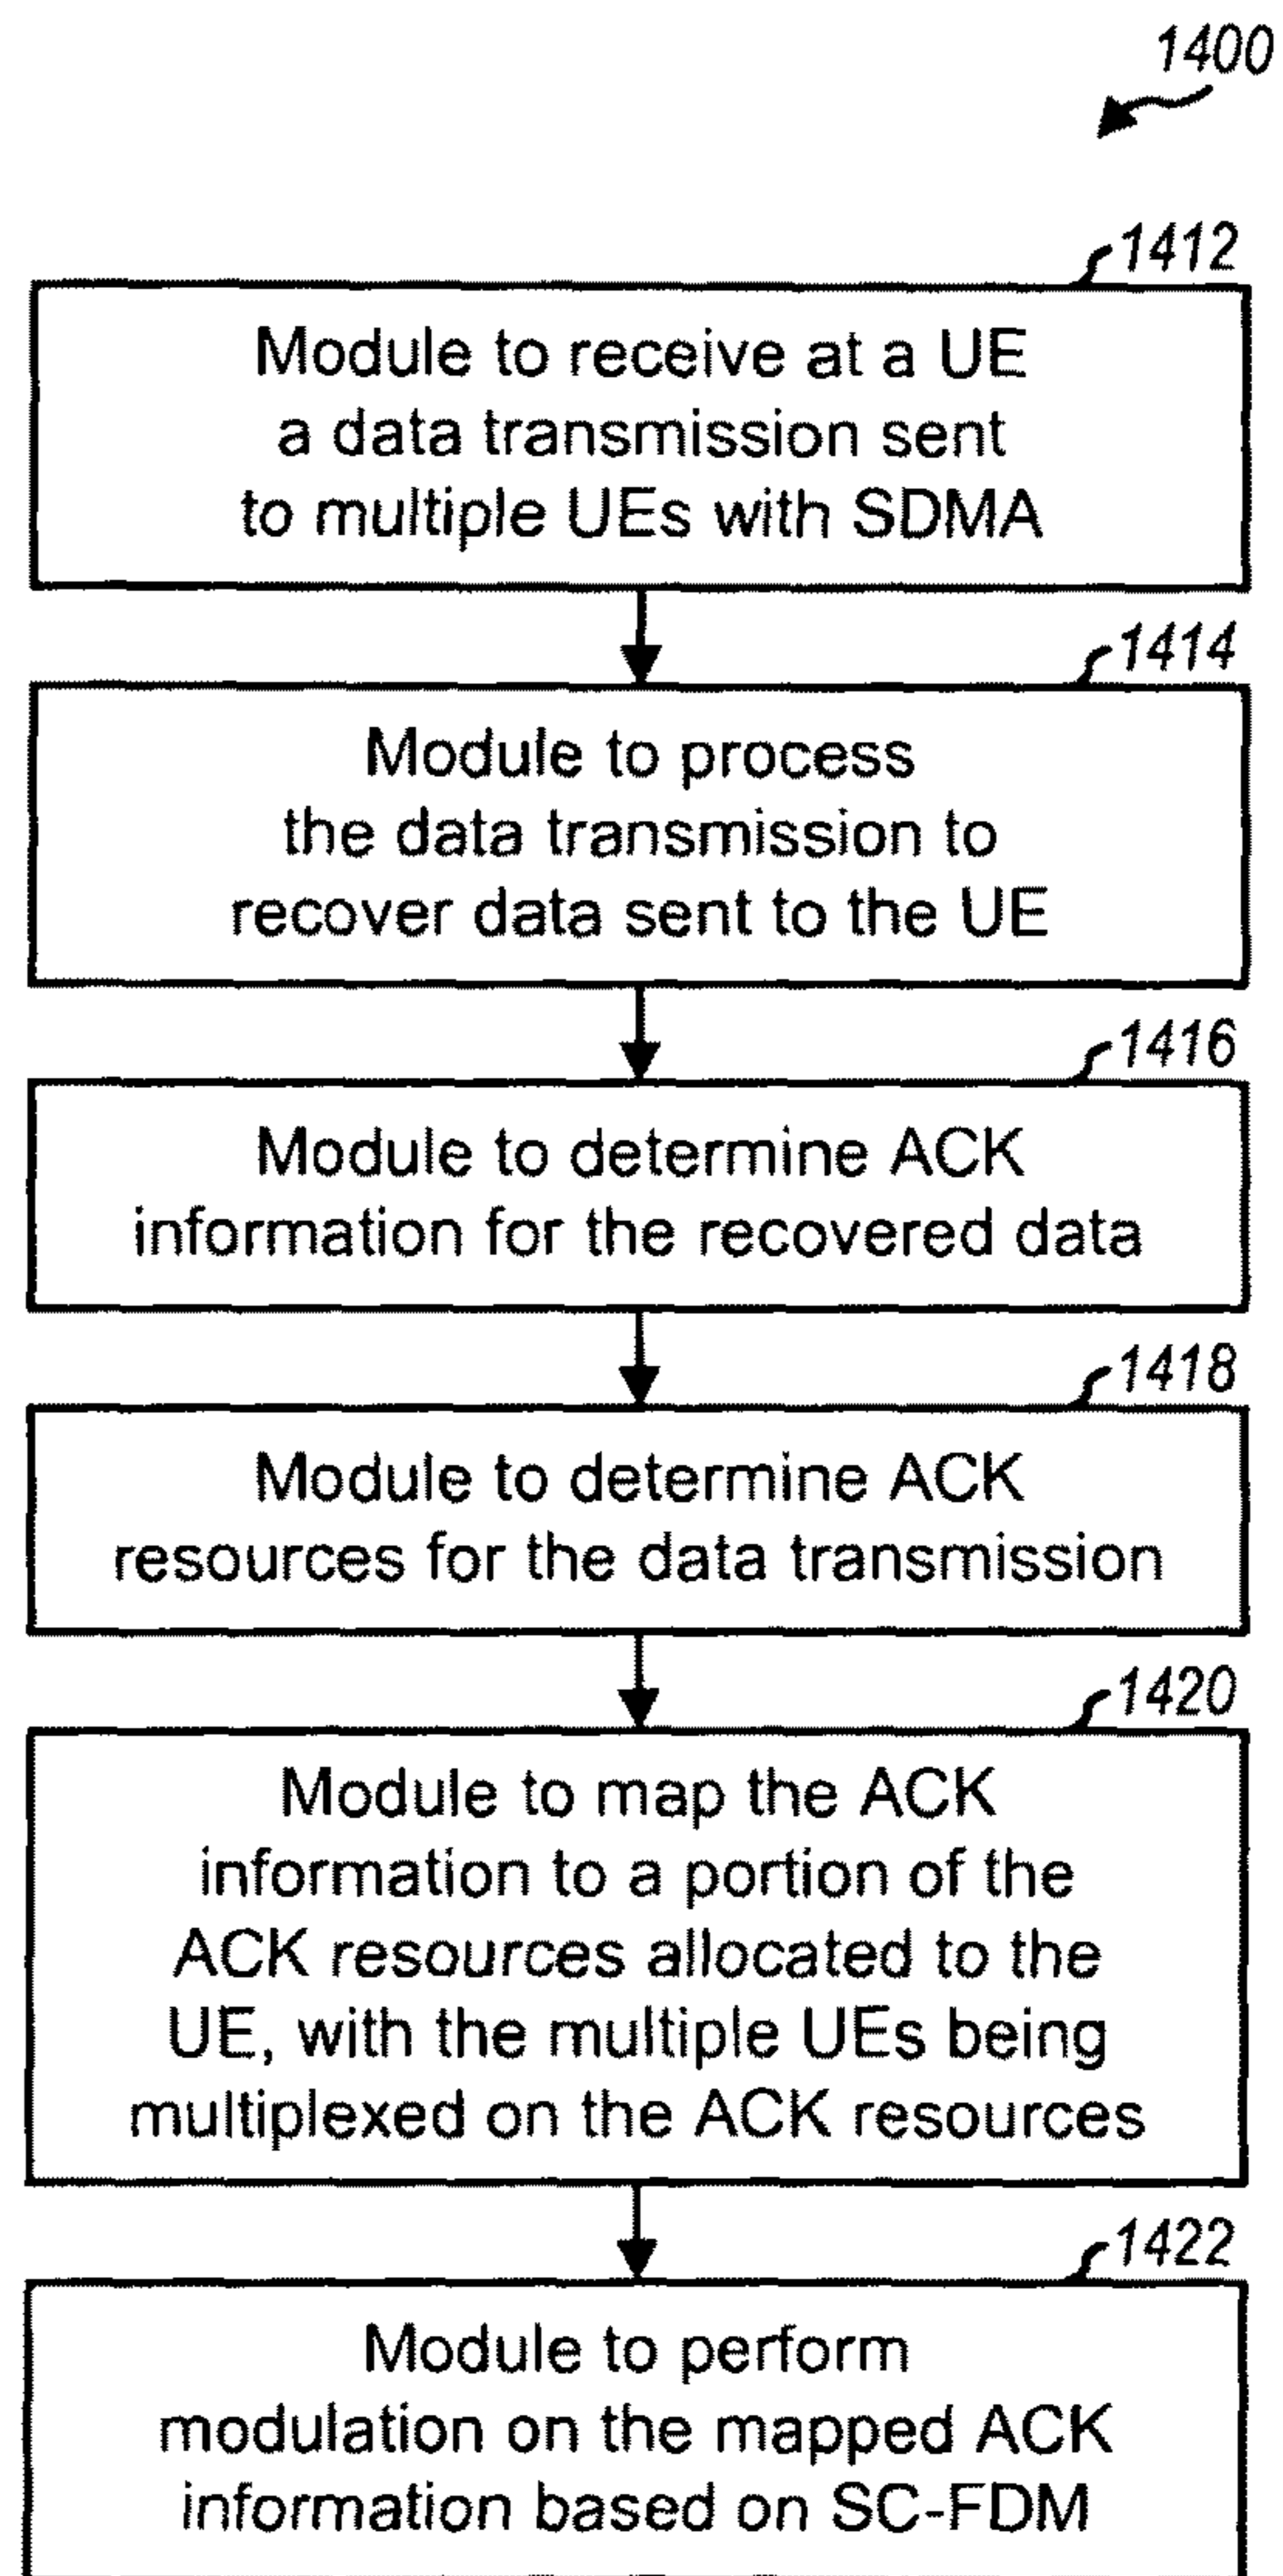 1400
1412
Module to receive at a UE
a data transmission sent
to multiple UEs with SDMA
1414
Module to process
the data transmission to
recover data sent to the UE
1416
Module to determine ACK
information for the recovered data
1418
Module to determine ACK
resources for the data transmission
1420
Module to map the ACK
information to a portion of the
ACK resources allocated to the
UE, with the multiple UEs being
multiplexed on the ACK resources
1422
Module to perform
modulation on the mapped ACK
information based on SC-FDM